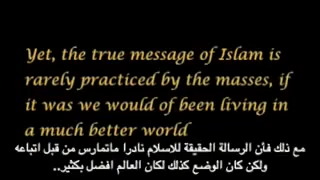 Yet, the true message of Islam is
rarely practiced by the masses, if
it was we would of been living in
a much better world
مع ذلك فأن الرسالة الحقيقة للاسلام نادرا ماتمارس من قبل اتباعه
ولكن كان الوضع كذلك لكان العالم افضل بكثير..